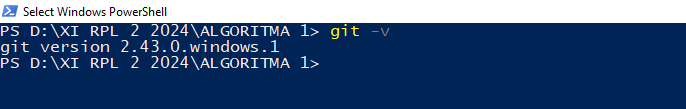 Select Windows PowerShell
PS D:\XI RPL 2 2024\ALGORITMA 1> git -v
git version 2.43.0.windows.1
PS D:\XI RPL 2 2024\ALGORITMA 1>